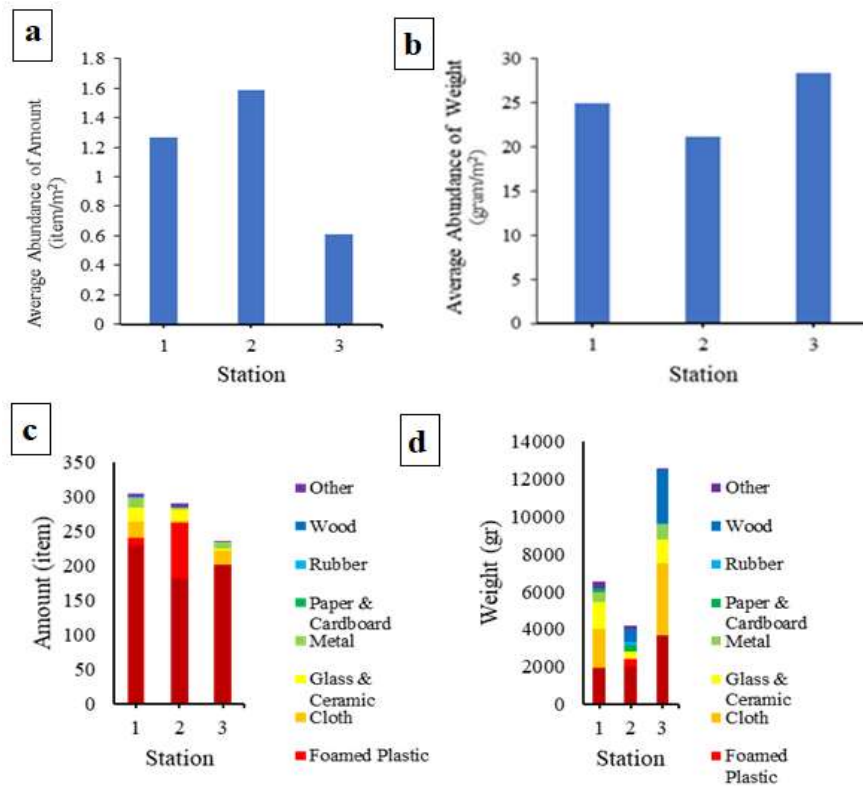 a
Average Abundance of Amount
(item/m²)
1.8
1.6
1.4
1.2
1
0.8
0.6
0.4
0.2
0
1 2 3
Station
b
Average Abundance of Weight
(gram/m²)
30
25
20
15
10
5
0
1 2 3
Station
c
Amount (item)
350
300
250
200
150
100
50
0
1 2 3
Station
Other
Wood
Rubber
Paper &
Cardboard
Metal
Glass &
Ceramic
Cloth
Foamed Plastic
d
Weight (gr)
14000
12000
10000
8000
6000
4000
2000
0
1 2 3
Station
Other
Wood
Rubber
Paper &
Cardboard
Metal
Glass &
Ceramic
Cloth
Foamed
Plastic